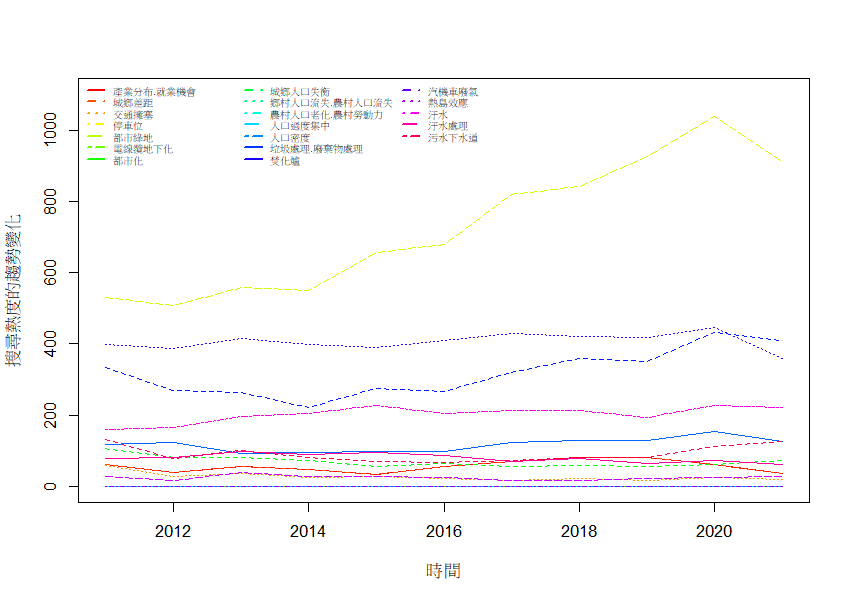 產業分布.就業機會
城鄉差距
交通擁塞
停車位
都市綠地
電線纜地下化
都市化
城鄉人口失衡
鄉村人口流失.農村人口流失
農村人口老化.農村勞動力
人口過度集中
人口密度
垃圾處理.廢棄物處理
焚化爐
汽機車廢氣
熱島效應
汙水
汙水處理
污水下水道
搜尋熱度的趨勢變化
1000
800
600
400
200
0
2012
2014
2016
2018
2020
時間